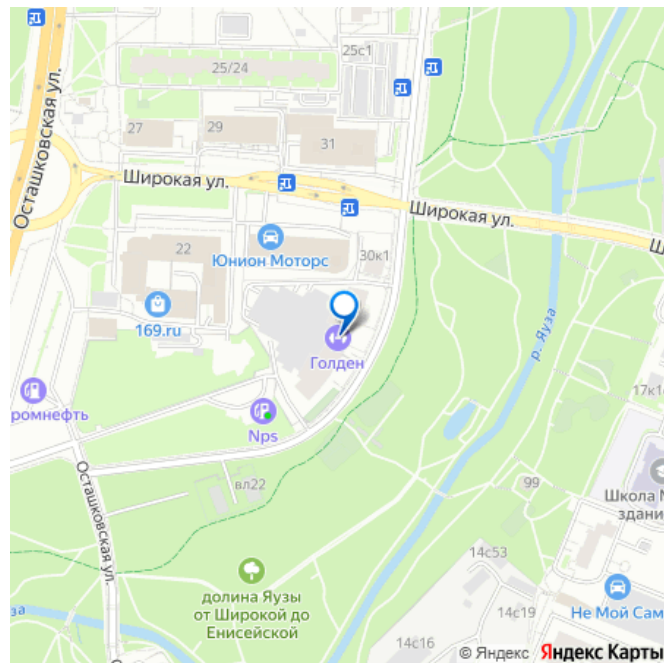 25с1
25/24
Осташковская ул.
27
29
31
Широкая ул.
Широкая ул.
Ш
22
Юнион Моторс
30к1
169.ru
Голден
ромнефть
Nps
17к1
р. Яуза
Осташковская ул.
вл22
99
Школа №
здани
14с53
долина Яузы
от Широкой до
Енисейской
Не Мой Сам
14с19
уза
14с16
© Яндекс Яндекс Карты